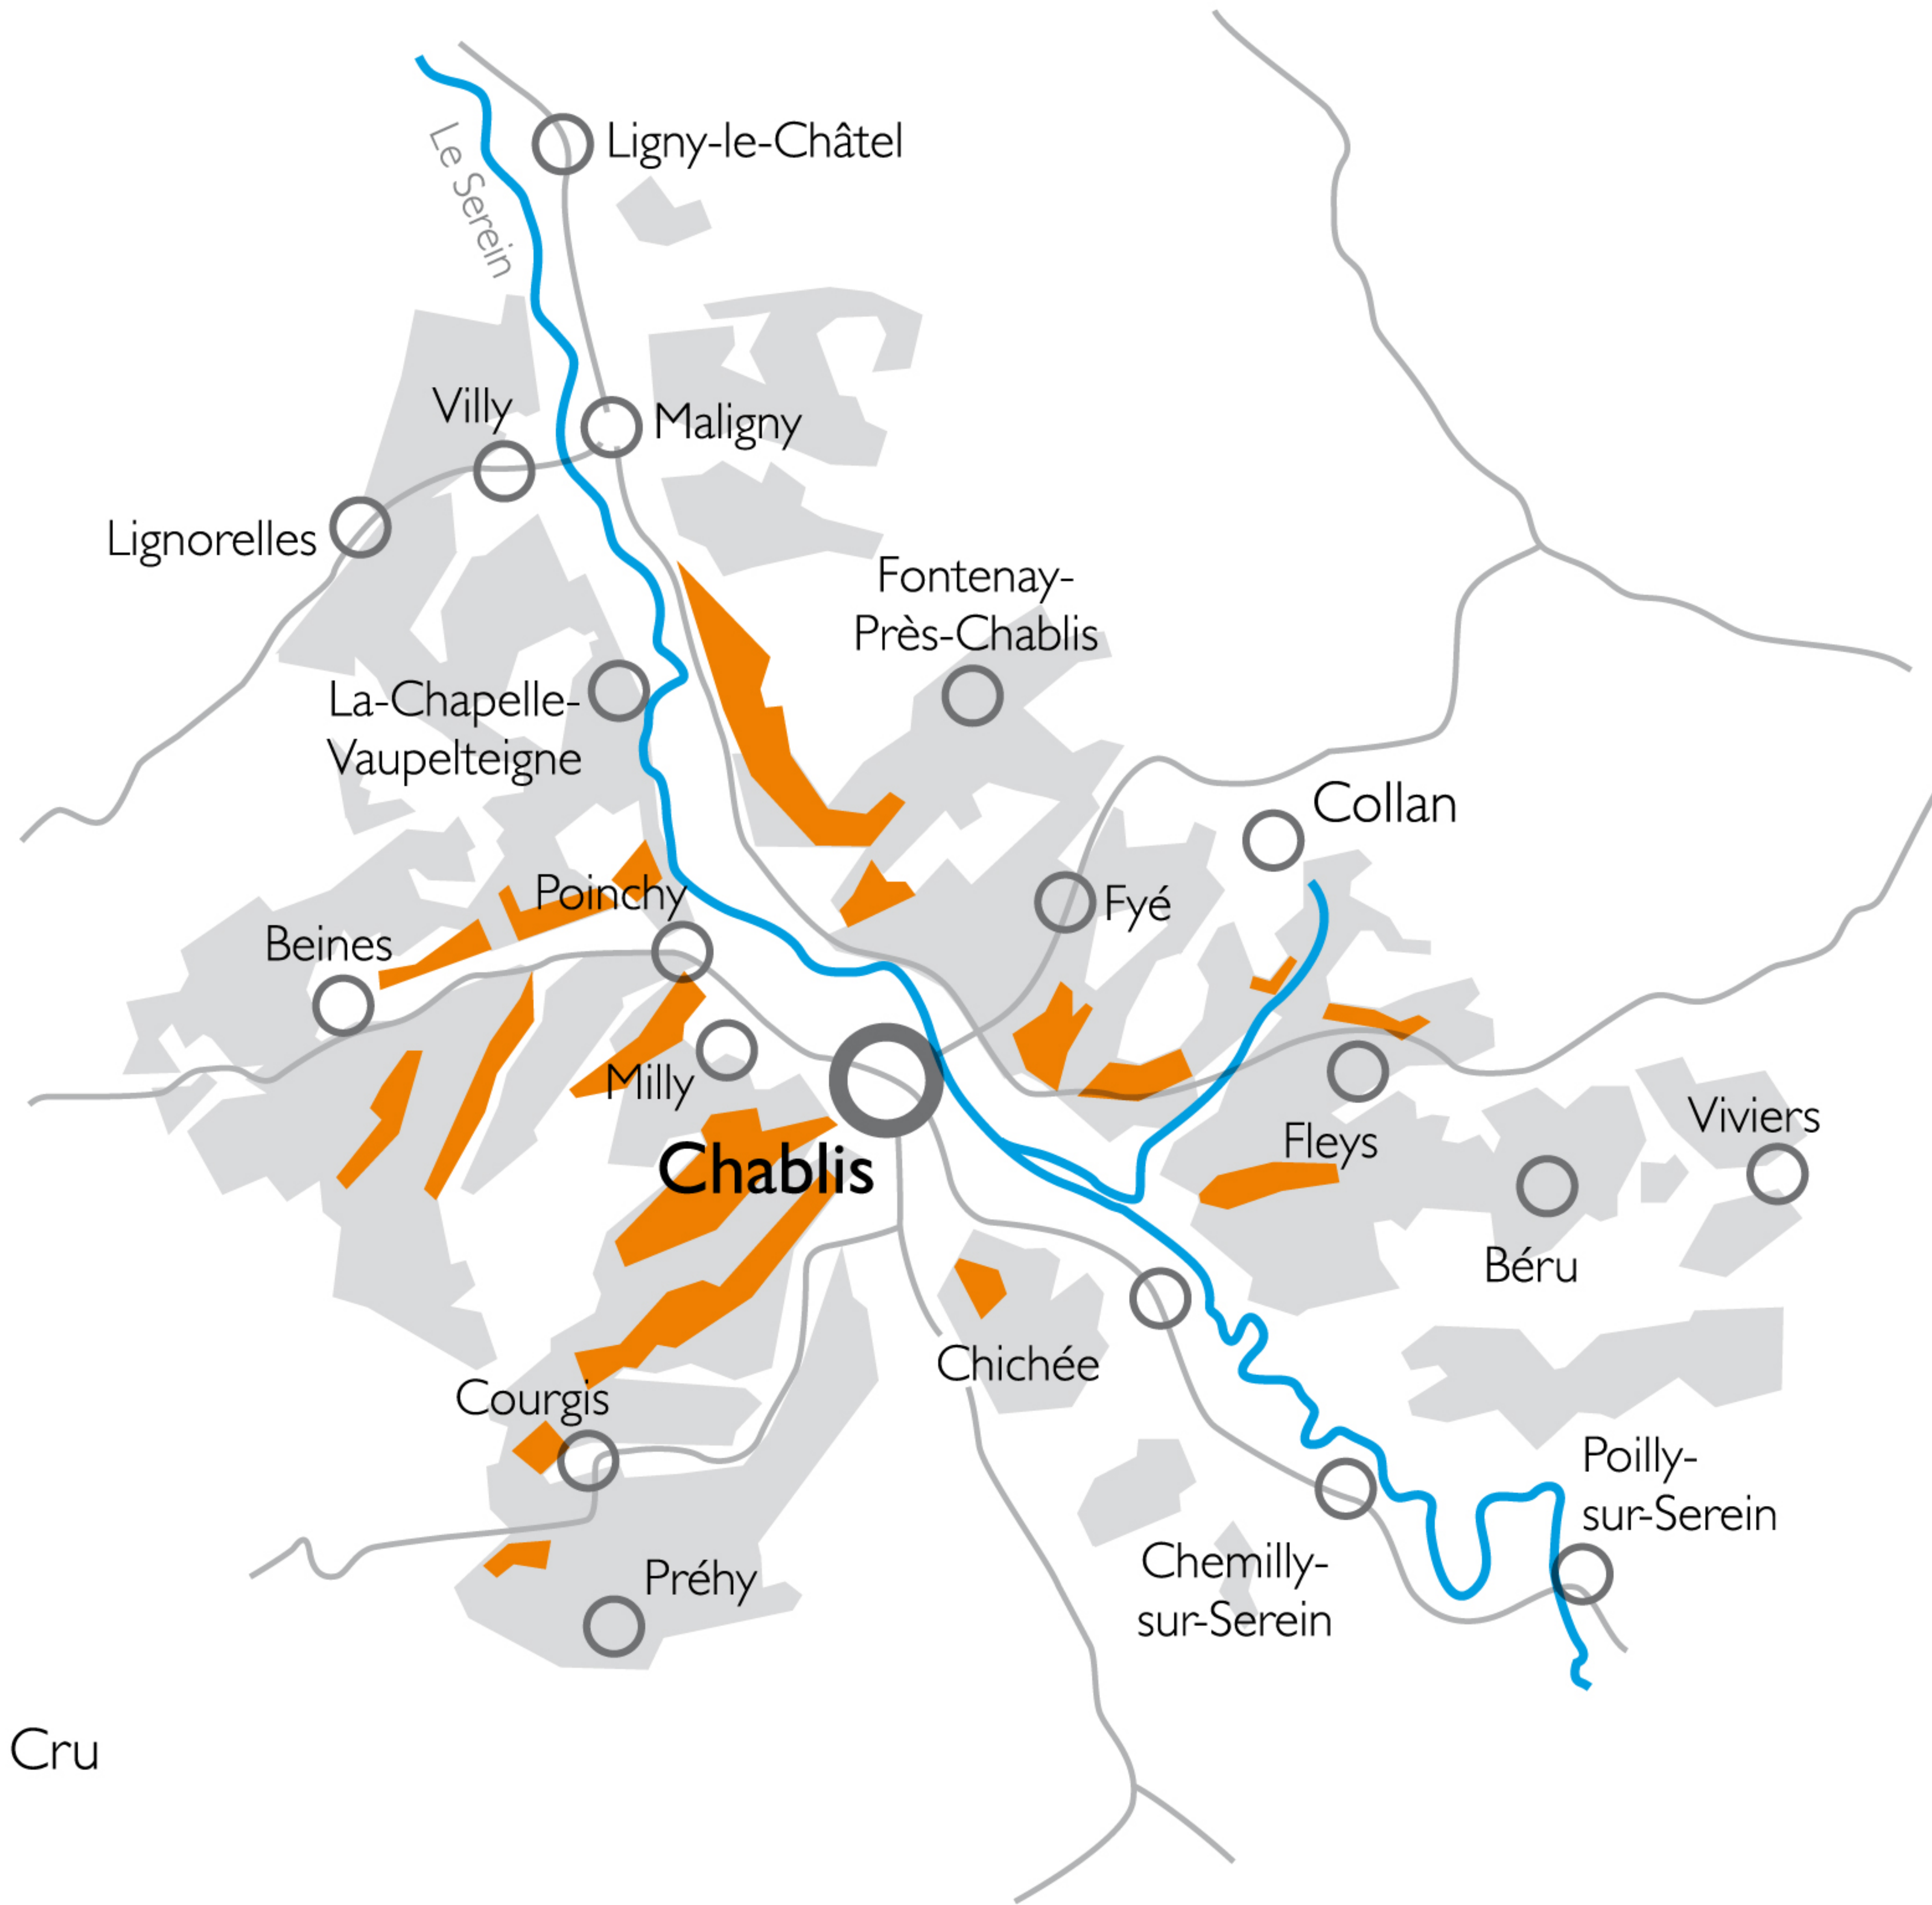 Le Serein
Ligny-le-Châtel
Villy
Maligny
Lignorelles
Fontenay-
Près-Chablis
La-Chapelle-
Vaupelteigne
Collan
Poinchy
Fyé
Beines
Milly
Viviers
Fleys
Chablis
Béru
Chichée
Courgis
Poilly-
sur-Serein
Chemilly-
sur-Serein
Préhy
Cru